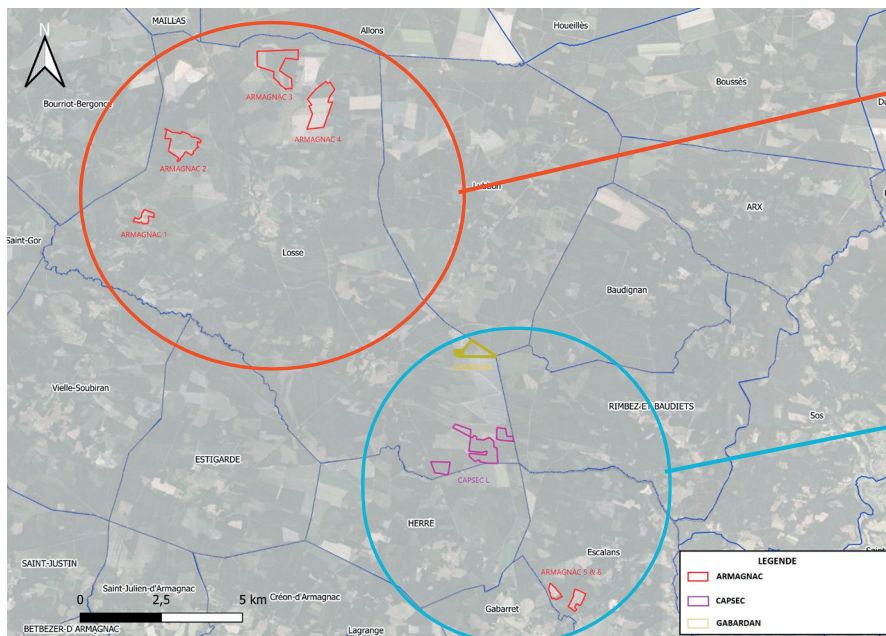 MAILLAS
Allons
Houeillès
N
Boussès
ARMAGNAC 3
Bourriot-Bergonce
ARMAGNAC 4
ARMAGNAC 2
Lubbon
ARX
ARMAGNAC 1
Saint-Gor
Losse
Baudignan
Vielle-Soubiran
RIMBEZ-ET-BAUDIETS
Sos
ESTIGARDE
CAPSEC L
HERRE
Escalans
SAINT-JUSTIN
ARMAGNAC 5 & 6
LEGENDE
ARMAGNAC
CAPSEC
GABARDAN
Saint-Julien-d'Armagnac
Créon-d'Armagnac
Gabarret
0 2,5 5 km
BETBEZER-D ARMAGNAC
Lagrange